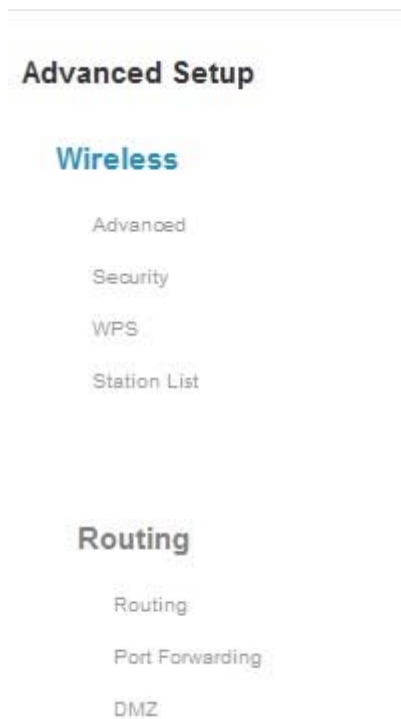 Advanced Setup
Wireless
Advanced
Security
WPS
Station List
Routing
Routing
Port Forwarding
DMZ